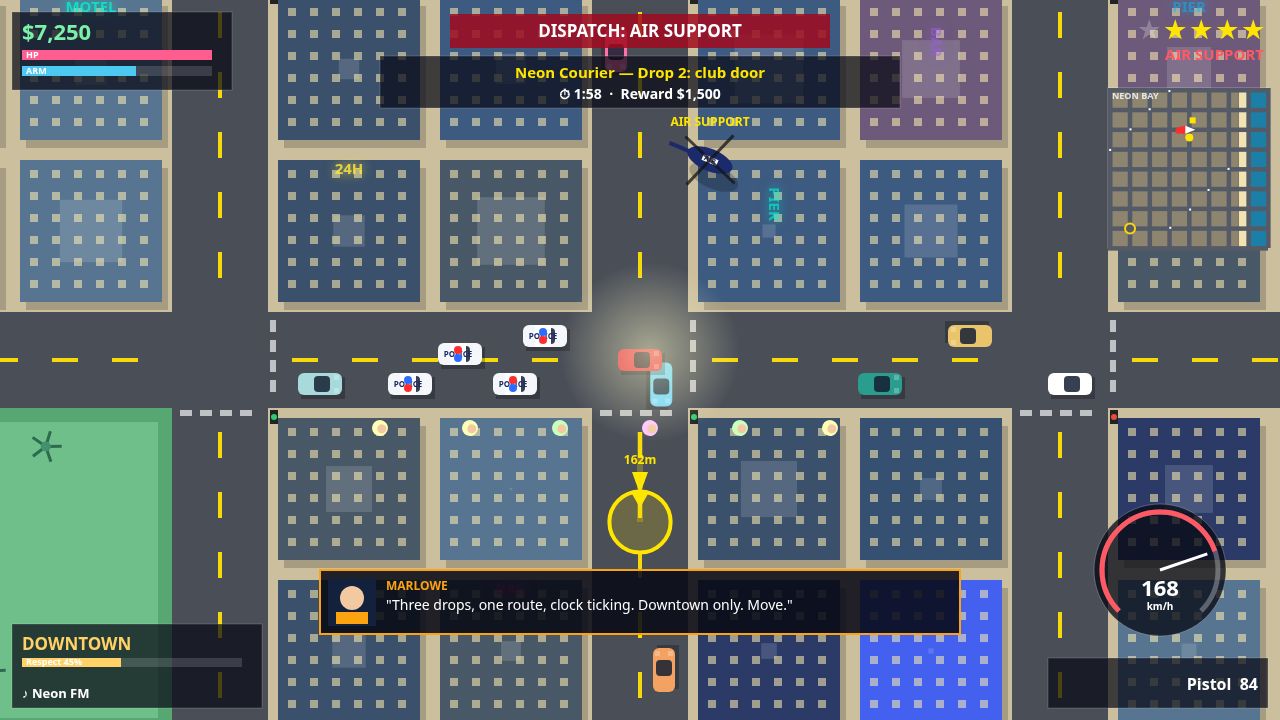 MOTEL
$7,250
HP
ARM
DISPATCH: AIR SUPPORT
Neon Courier — Drop 2: club door
⏱ 1:58 · Reward $1,500
PIER
AIR SUPPORT
NEON BAY
AIR SUPPORT
24H
PIER
POLICE
POLICE
POLICE
POLICE
162m
MARLOWE
"Three drops, one route, clock ticking. Downtown only. Move."
168
km/h
DOWNTOWN
Respect 45%
♪ Neon FM
Pistol 84